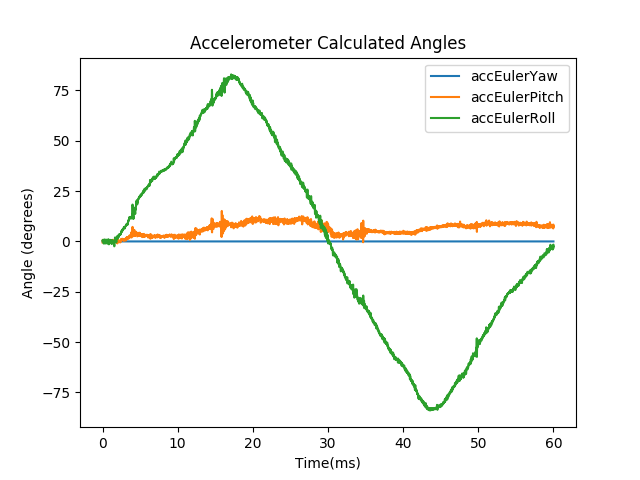 Accelerometer Calculated Angles
accEulerYaw
accEulerPitch
accEulerRoll
Angle (degrees)
75
50
25
0
−25
−50
−75
0 10 20 30 40 50 60
Time(ms)